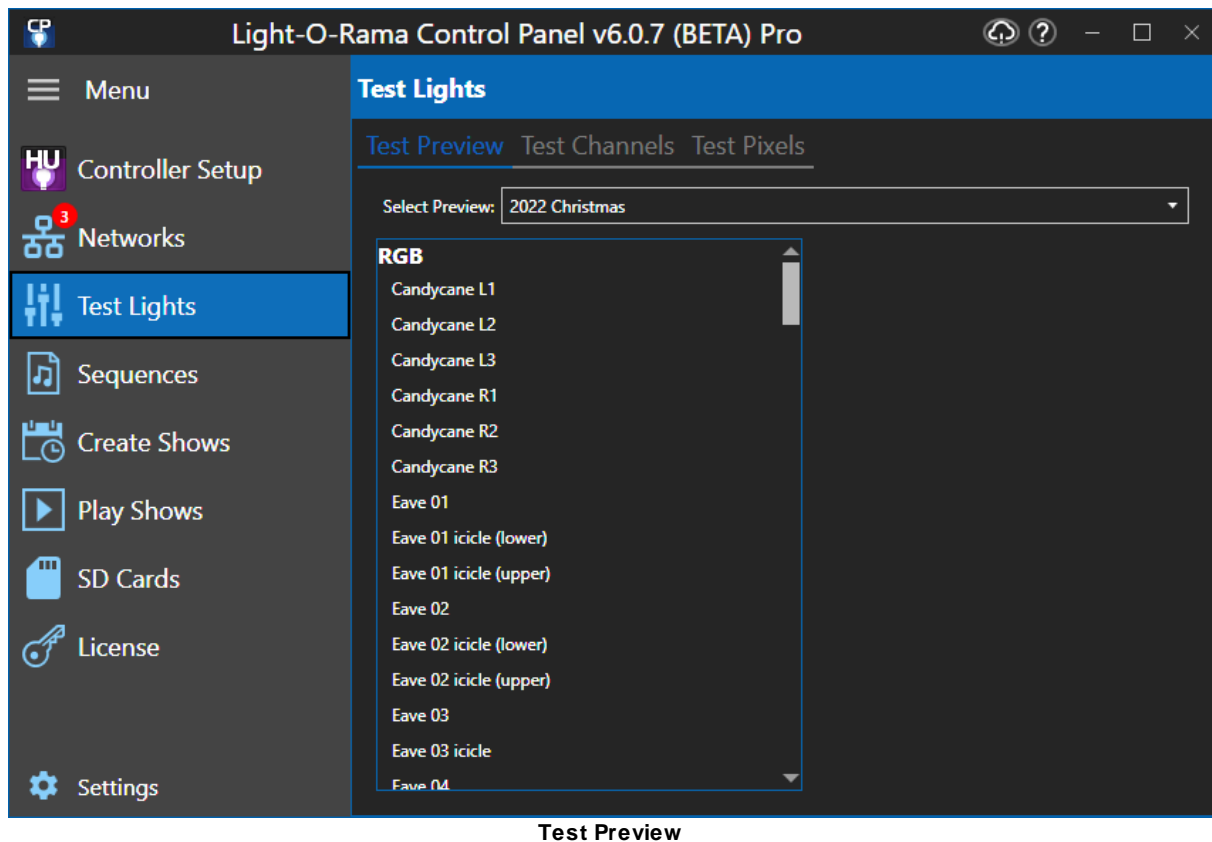 CP
Light-O-Rama Control Panel v6.0.7 (BETA) Pro
?
Menu
HU
Controller Setup
3
Networks
Test Lights
Sequences
Create Shows
Play Shows
SD Cards
License
Settings
Test Lights
Test Preview Test Channels Test Pixels
Select Preview: 2022 Christmas
RGB
Candycane L1
Candycane L2
Candycane L3
Candycane R1
Candycane R2
Candycane R3
Eave 01
Eave 01 icicle (lower)
Eave 01 icicle (upper)
Eave 02
Eave 02 icicle (lower)
Eave 02 icicle (upper)
Eave 03
Eave 03 icicle
Eave 04
Test Preview